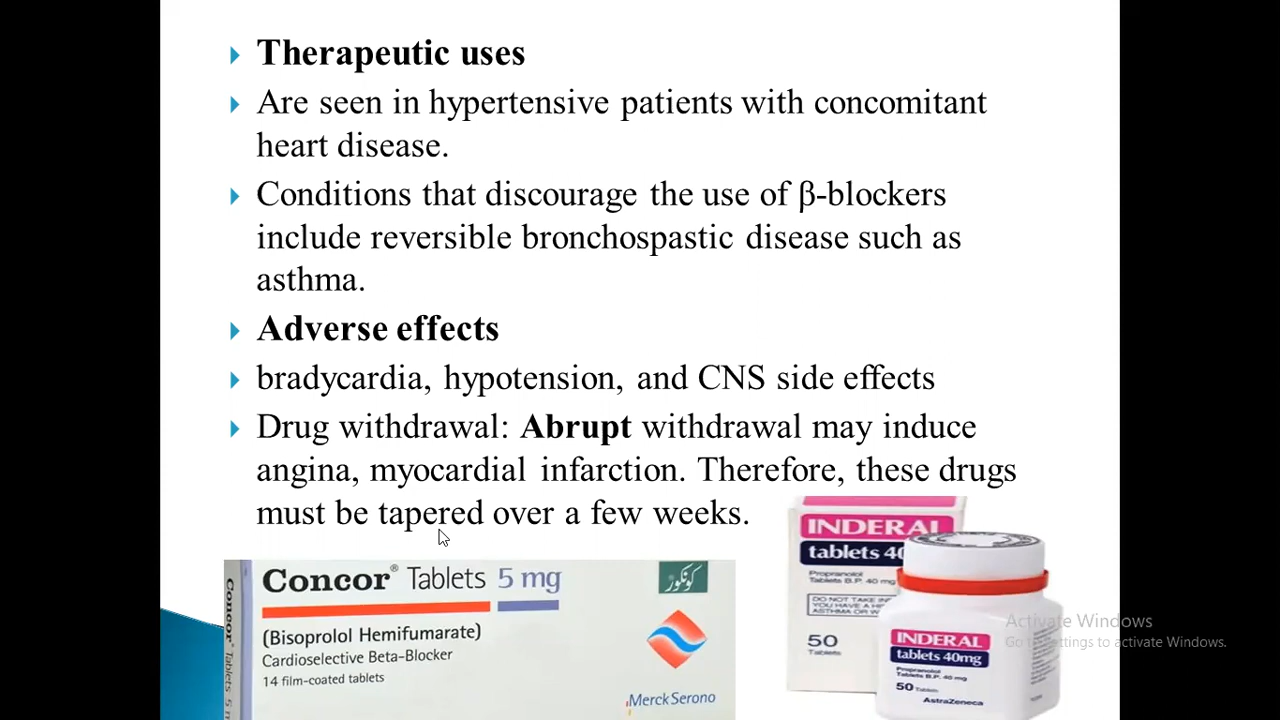 Therapeutic uses
Are seen in hypertensive patients with concomitant
heart disease.
Conditions that discourage the use of β-blockers
include reversible bronchospastic disease such as
asthma.
Adverse effects
bradycardia, hypotension, and CNS side effects
Drug withdrawal: Abrupt withdrawal may induce
angina, myocardial infarction. Therefore, these drugs
must be tapered over a few weeks.
Concor® Tablets 5 mg
كونكور
(Bisoprolol Hemifumarate)
Cardioselective Beta-Blocker
14 film-coated tablets
Merck Serono
Concor® Tablets 5 m
INDERAL
tablets 40
Propranolol
Tablets B.P. 40 mg
DO NOT TAKE
YOU HAVE A
ASTHMA OR
50
Tablets
INDERAL
tablets 40mg
Propranolol
Tablets B.P. 40 mg
50 Tablets
AstraZeneca
Activate Windows
Go to Settings to activate Windows.